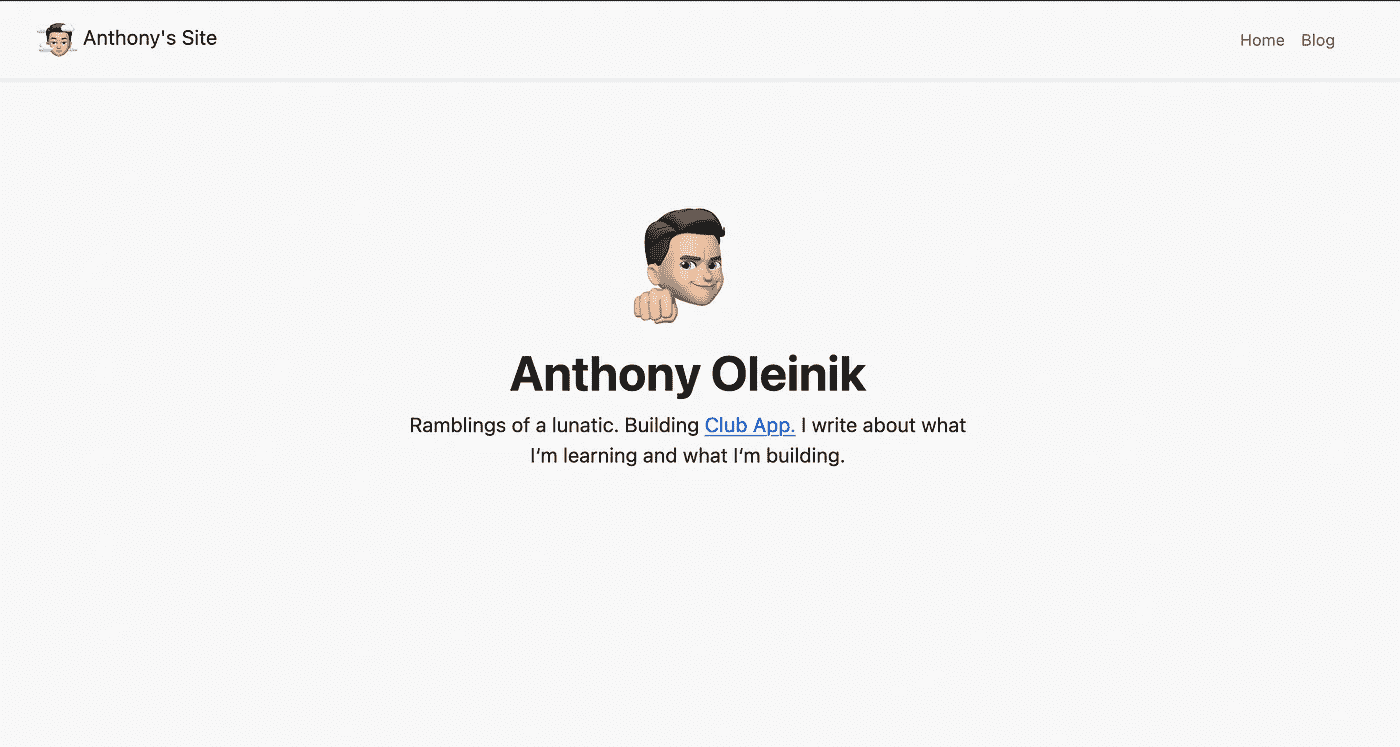 Anthony's Site
Home Blog
Anthony Oleinik
Ramblings of a lunatic. Building Club App. I write about what
I’m learning and what I’m building.